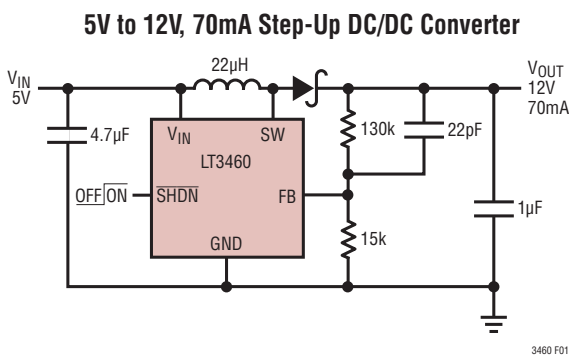 5V to 12V, 70mA Step-Up DC/DC Converter
VIN
5V
22µH
VOUT
12V
70mA
4.7µF
VIN
SW
130k
22pF
LT3460
OFF ON
SHDN
FB
1µF
15k
GND
3460 F01